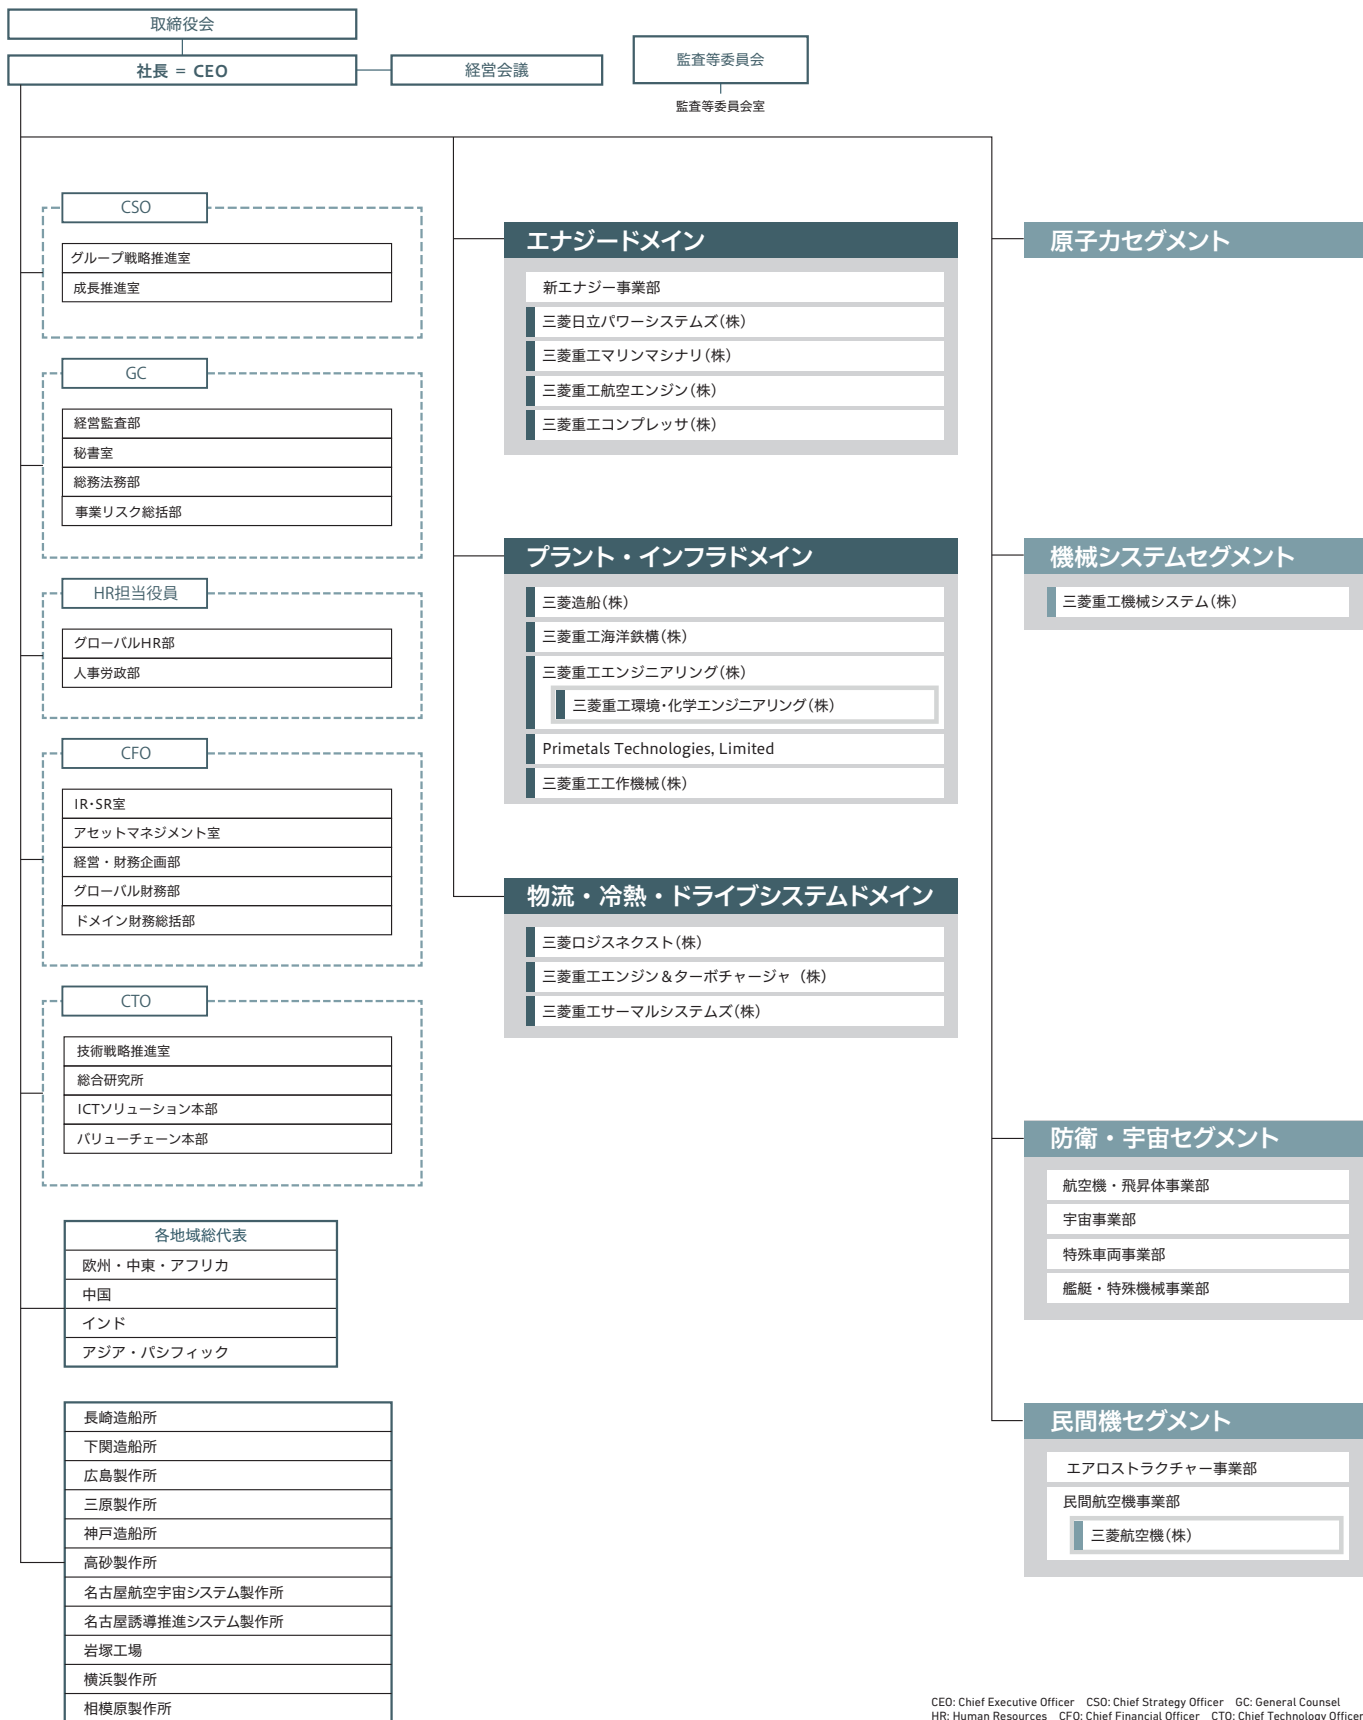 取締役会
社長 = CEO
経営会議
監査等委員会
監査等委員会室
CSO
グループ戦略推進室
成長推進室
GC
経営監査部
秘書室
総務法務部
事業リスク総括部
HR担当役員
グローバルHR部
人事労政部
CFO
IR・SR室
アセットマネジメント室
経営・財務企画部
グローバル財務部
ドメイン財務総括部
CTO
技術戦略推進室
総合研究所
ICTソリューション本部
バリューチェーン本部
各地域総代表
欧州・中東・アフリカ
中国
インド
アジア・パシフィック
長崎造船所
下関造船所
広島製作所
三原製作所
神戸造船所
高砂製作所
名古屋航空宇宙システム製作所
名古屋誘導推進システム製作所
岩塚工場
横浜製作所
相模原製作所
エナジードメイン
新エナジー事業部
三菱日立パワーシステムズ(株)
三菱重工マリンマシナリ(株)
三菱重工航空エンジン(株)
三菱重工コンプレッサ(株)
プラント・インフラドメイン
三菱造船(株)
三菱重工海洋鉄構(株)
三菱重工エンジニアリング(株)
三菱重工環境・化学エンジニアリング(株)
Primetals Technologies, Limited
三菱重工工作機械(株)
物流・冷熱・ドライブシステムドメイン
三菱ロジスネクスト(株)
三菱重工エンジン&ターボチャージャ(株)
三菱重工サーマルシステムズ(株)
原子力セグメント
機械システムセグメント
三菱重工機械システム(株)
防衛・宇宙セグメント
航空機・飛昇体事業部
宇宙事業部
特殊車両事業部
艦艇・特殊機械事業部
民間機セグメント
エアロストラクチャー事業部
民間航空機事業部
三菱航空機(株)
CEO: Chief Executive Officer CSO: Chief Strategy Officer GC: General Counsel
HR: Human Resources CFO: Chief Financial Officer CTO: Chief Technology Officer